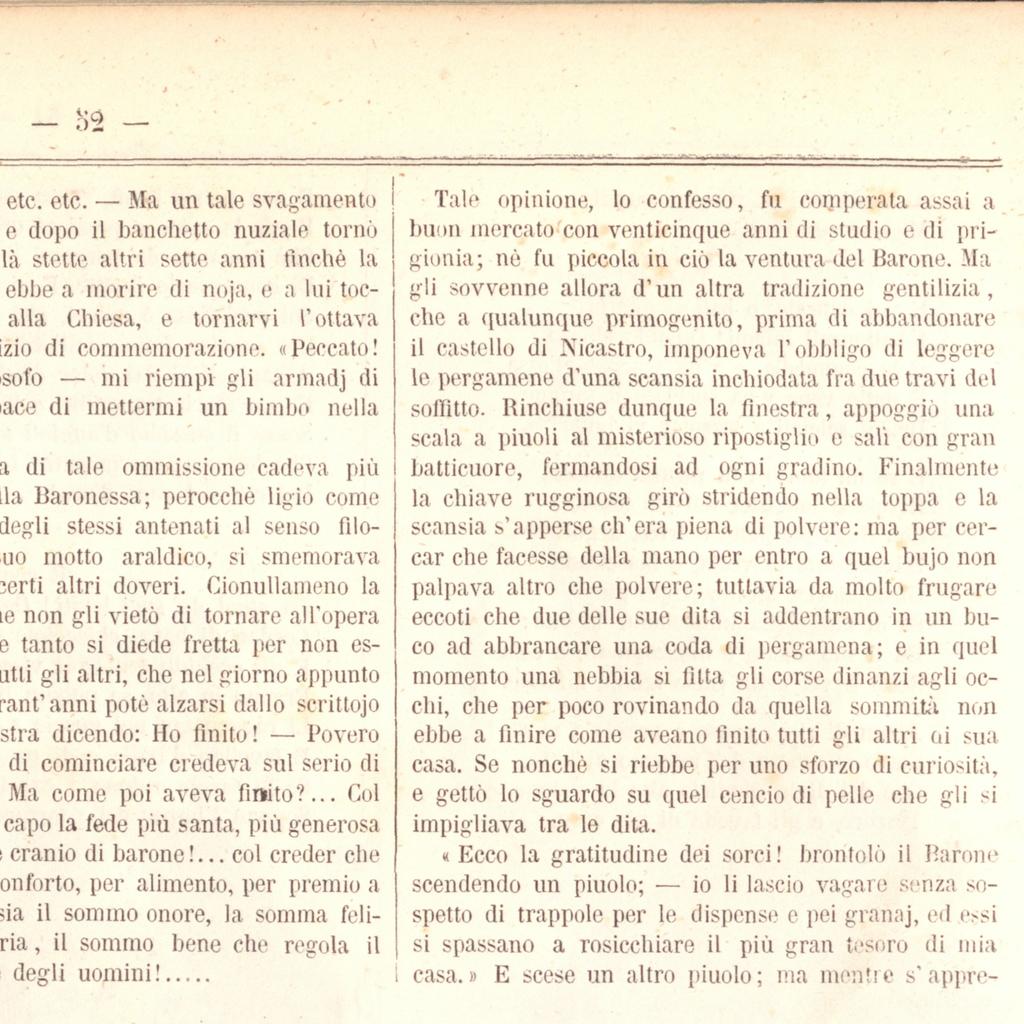 — 52 —
etc. etc. — Ma un tale svagamento
e dopo il banchetto nuziale tornò
là stette altri sette anni finchè la
ebbe a morire di noja, e a lui toc-
alla Chiesa, e tornarvi l'ottava
izio di commemorazione. «Peccato!
osofo — mi riempì gli armadj di
pace di mettermi un bimbo nella
a di tale ommissione cadeva più
lla Baronessa; perocchè ligio come
degli stessi antenati al senso filo-
suo motto araldico, si smemorava
certi altri doveri. Cionullameno la
ne non gli vietò di tornare all'opera
e tanto si diede fretta per non es-
utti gli altri, che nel giorno appunto
rant'anni potè alzarsi dallo scrittojo
estra dicendo: Ho finito! — Povero
di cominciare credeva sul serio di
Ma come poi aveva finito?... Col
capo la fede più santa, più generosa
e cranio di barone!... col creder che
onforto, per alimento, per premio a
sia il sommo onore, la somma feli-
ria, il sommo bene che regola il
degli uomini!.....
Tale opinione, lo confesso, fu comperata assai a
buon mercato con venticinque anni di studio e di pri-
gionia; nè fu piccola in ciò la ventura del Barone. Ma
gli sovvenne allora d'un altra tradizione gentilizia,
che a qualunque primogenito, prima di abbandonare
il castello di Nicastro, imponeva l'obbligo di leggere
le pergamene d'una scansia inchiodata fra due travi del
soffitto. Rinchiuse dunque la finestra, appoggiò una
scala a piuoli al misterioso ripostiglio e salì con gran
batticuore, fermandosi ad ogni gradino. Finalmente
la chiave rugginosa girò stridendo nella toppa e la
scansia s'apperse ch'era piena di polvere: ma per cer-
car che facesse della mano per entro a quel bujo non
palpava altro che polvere; tuttavia da molto frugare
eccoti che due delle sue dita si addentrano in un bu-
co ad abbrancare una coda di pergamena; e in quel
momento una nebbia sì fitta gli corse dinanzi agli oc-
chi, che per poco rovinando da quella sommità non
ebbe a finire come aveano finito tutti gli altri di sua
casa. Se nonchè si riebbe per uno sforzo di curiosità,
e gettò lo sguardo su quel cencio di pelle che gli si
impigliava tra le dita.
« Ecco la gratitudine dei sorci! brontolò il Barone
scendendo un piuolo; — io li lascio vagare senza so-
spetto di trappole per le dispense e pei granaj, ed essi
si spassano a rosicchiare il più gran tesoro di mia
casa.» E scese un altro piuolo; ma mentre s'appre-